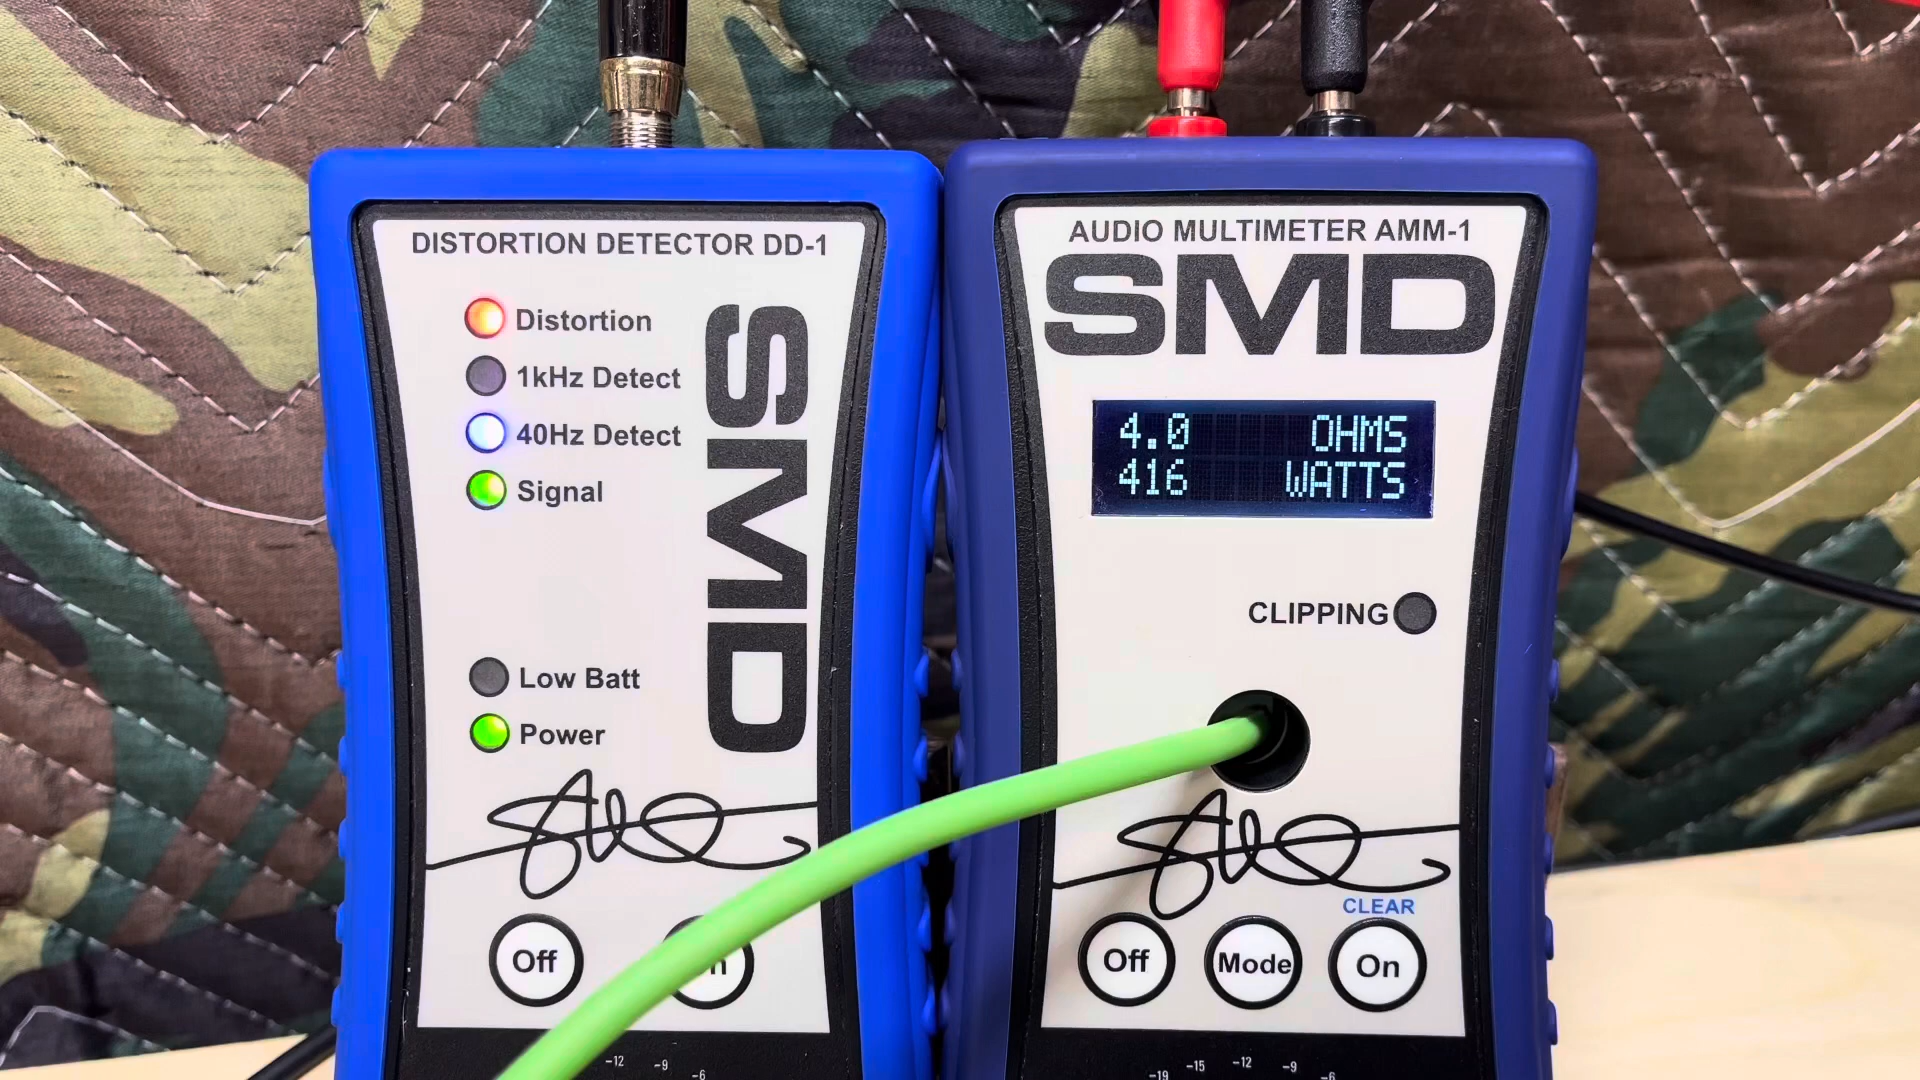 DISTORTION DETECTOR DD-1
Distortion
1kHz Detect
40Hz Detect
Signal
SMD
Low Batt
Power
Off
-12
-9
-6
AUDIO MULTIMETER AMM-1
SMD
4.0 OHMS
416 WATTS
CLIPPING
CLEAR
Off
Mode
On
-19
-15
-12
-9
-6